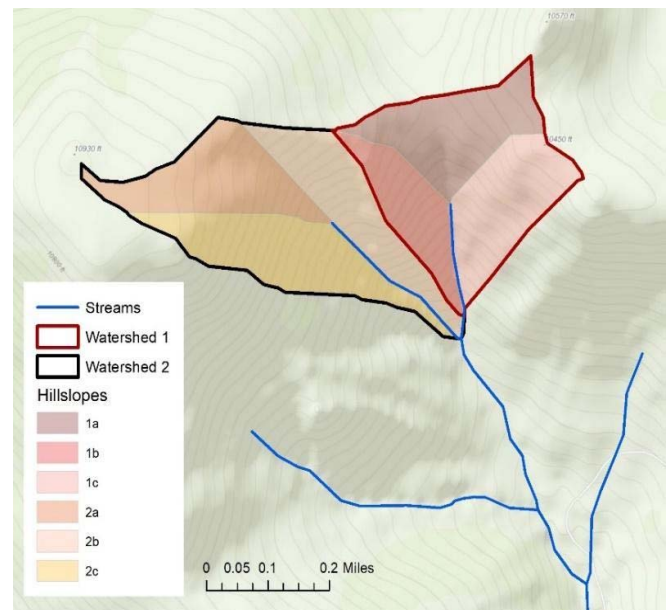 10570 ft
10450 ft
10930 ft
Streams
Watershed 1
Watershed 2
Hillslopes
1a
1b
1c
2a
2b
2c
0 0.05 0.1 0.2 Miles